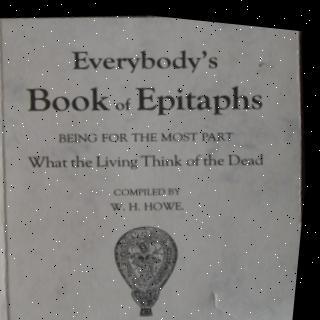 Everybody's
Book of Epitaphs
BEING FOR THE MOST PART
What the Living Think of the Dead
COMPILED BY
W. H. HOWE.